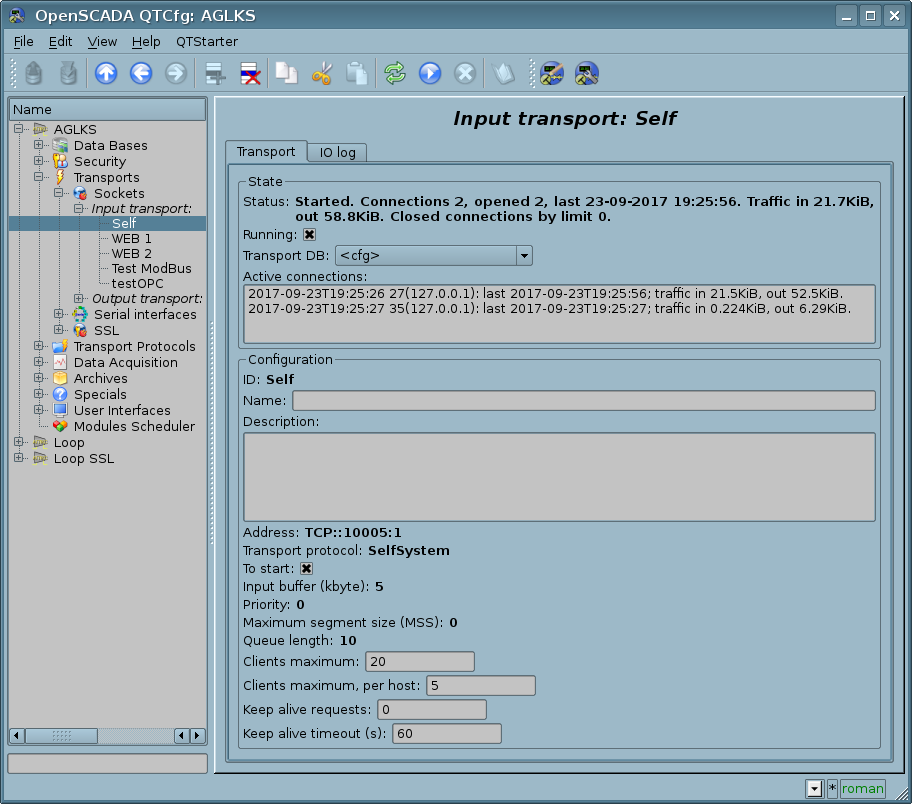 OpenSCADA QTCfg: AGLKS
File Edit View Help QTStarter
Name
AGLKS
Data Bases
Security
Transports
Sockets
Input transport:
Self
WEB 1
WEB 2
Test ModBus
testOPC
Output transport:
Serial interfaces
SSL
Transport Protocols
Data Acquisition
Archives
Specials
User Interfaces
Modules Scheduler
Loop
Loop SSL
Input transport: Self
Transport IO log
State
Status: Started. Connections 2, opened 2, last 23-09-2017 19:25:56. Traffic in 21.7KiB,
out 58.8KiB. Closed connections by limit 0.
Running:
Transport DB: <cfg>
Active connections:
2017-09-23T19:25:26 27(127.0.0.1): last 2017-09-23T19:25:56; traffic in 21.5KiB, out 52.5KiB.
2017-09-23T19:25:27 35(127.0.0.1): last 2017-09-23T19:25:27; traffic in 0.224KiB, out 6.29KiB.
Configuration
ID: Self
Name:
Description:
Address: TCP::10005:1
Transport protocol: SelfSystem
To start:
Input buffer (kbyte): 5
Priority: 0
Maximum segment size (MSS): 0
Queue length: 10
Clients maximum: 20
Clients maximum, per host: 5
Keep alive requests: 0
Keep alive timeout (s): 60
* roman